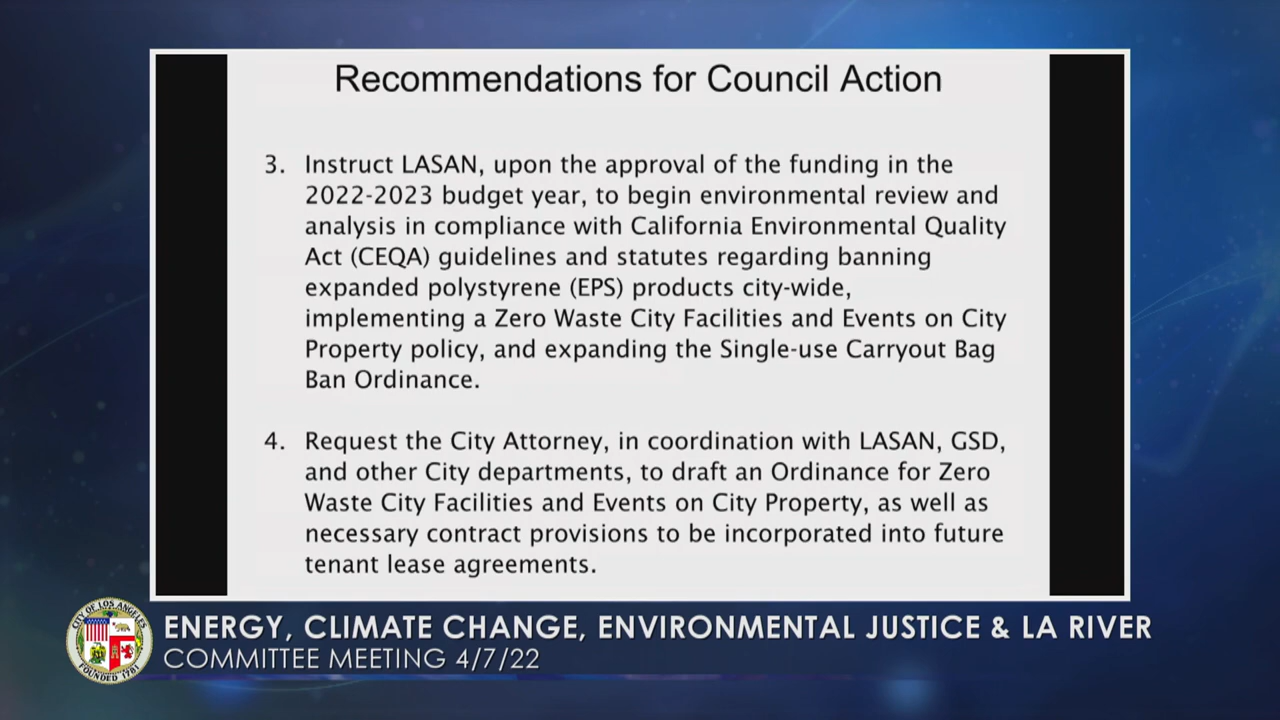 Recommendations for Council Action
3. Instruct LASAN, upon the approval of the funding in the
2022-2023 budget year, to begin environmental review and
analysis in compliance with California Environmental Quality
Act (CEQA) guidelines and statutes regarding banning
expanded polystyrene (EPS) products city-wide,
implementing a Zero Waste City Facilities and Events on City
Property policy, and expanding the Single-use Carryout Bag
Ban Ordinance.
4. Request the City Attorney, in coordination with LASAN, GSD,
and other City departments, to draft an Ordinance for Zero
Waste City Facilities and Events on City Property, as well as
necessary contract provisions to be incorporated into future
tenant lease agreements.
CITY OF LOS ANGELES
FOUNDED 1781
ENERGY, CLIMATE CHANGE, ENVIRONMENTAL JUSTICE & LA RIVER
COMMITTEE MEETING 4/7/22